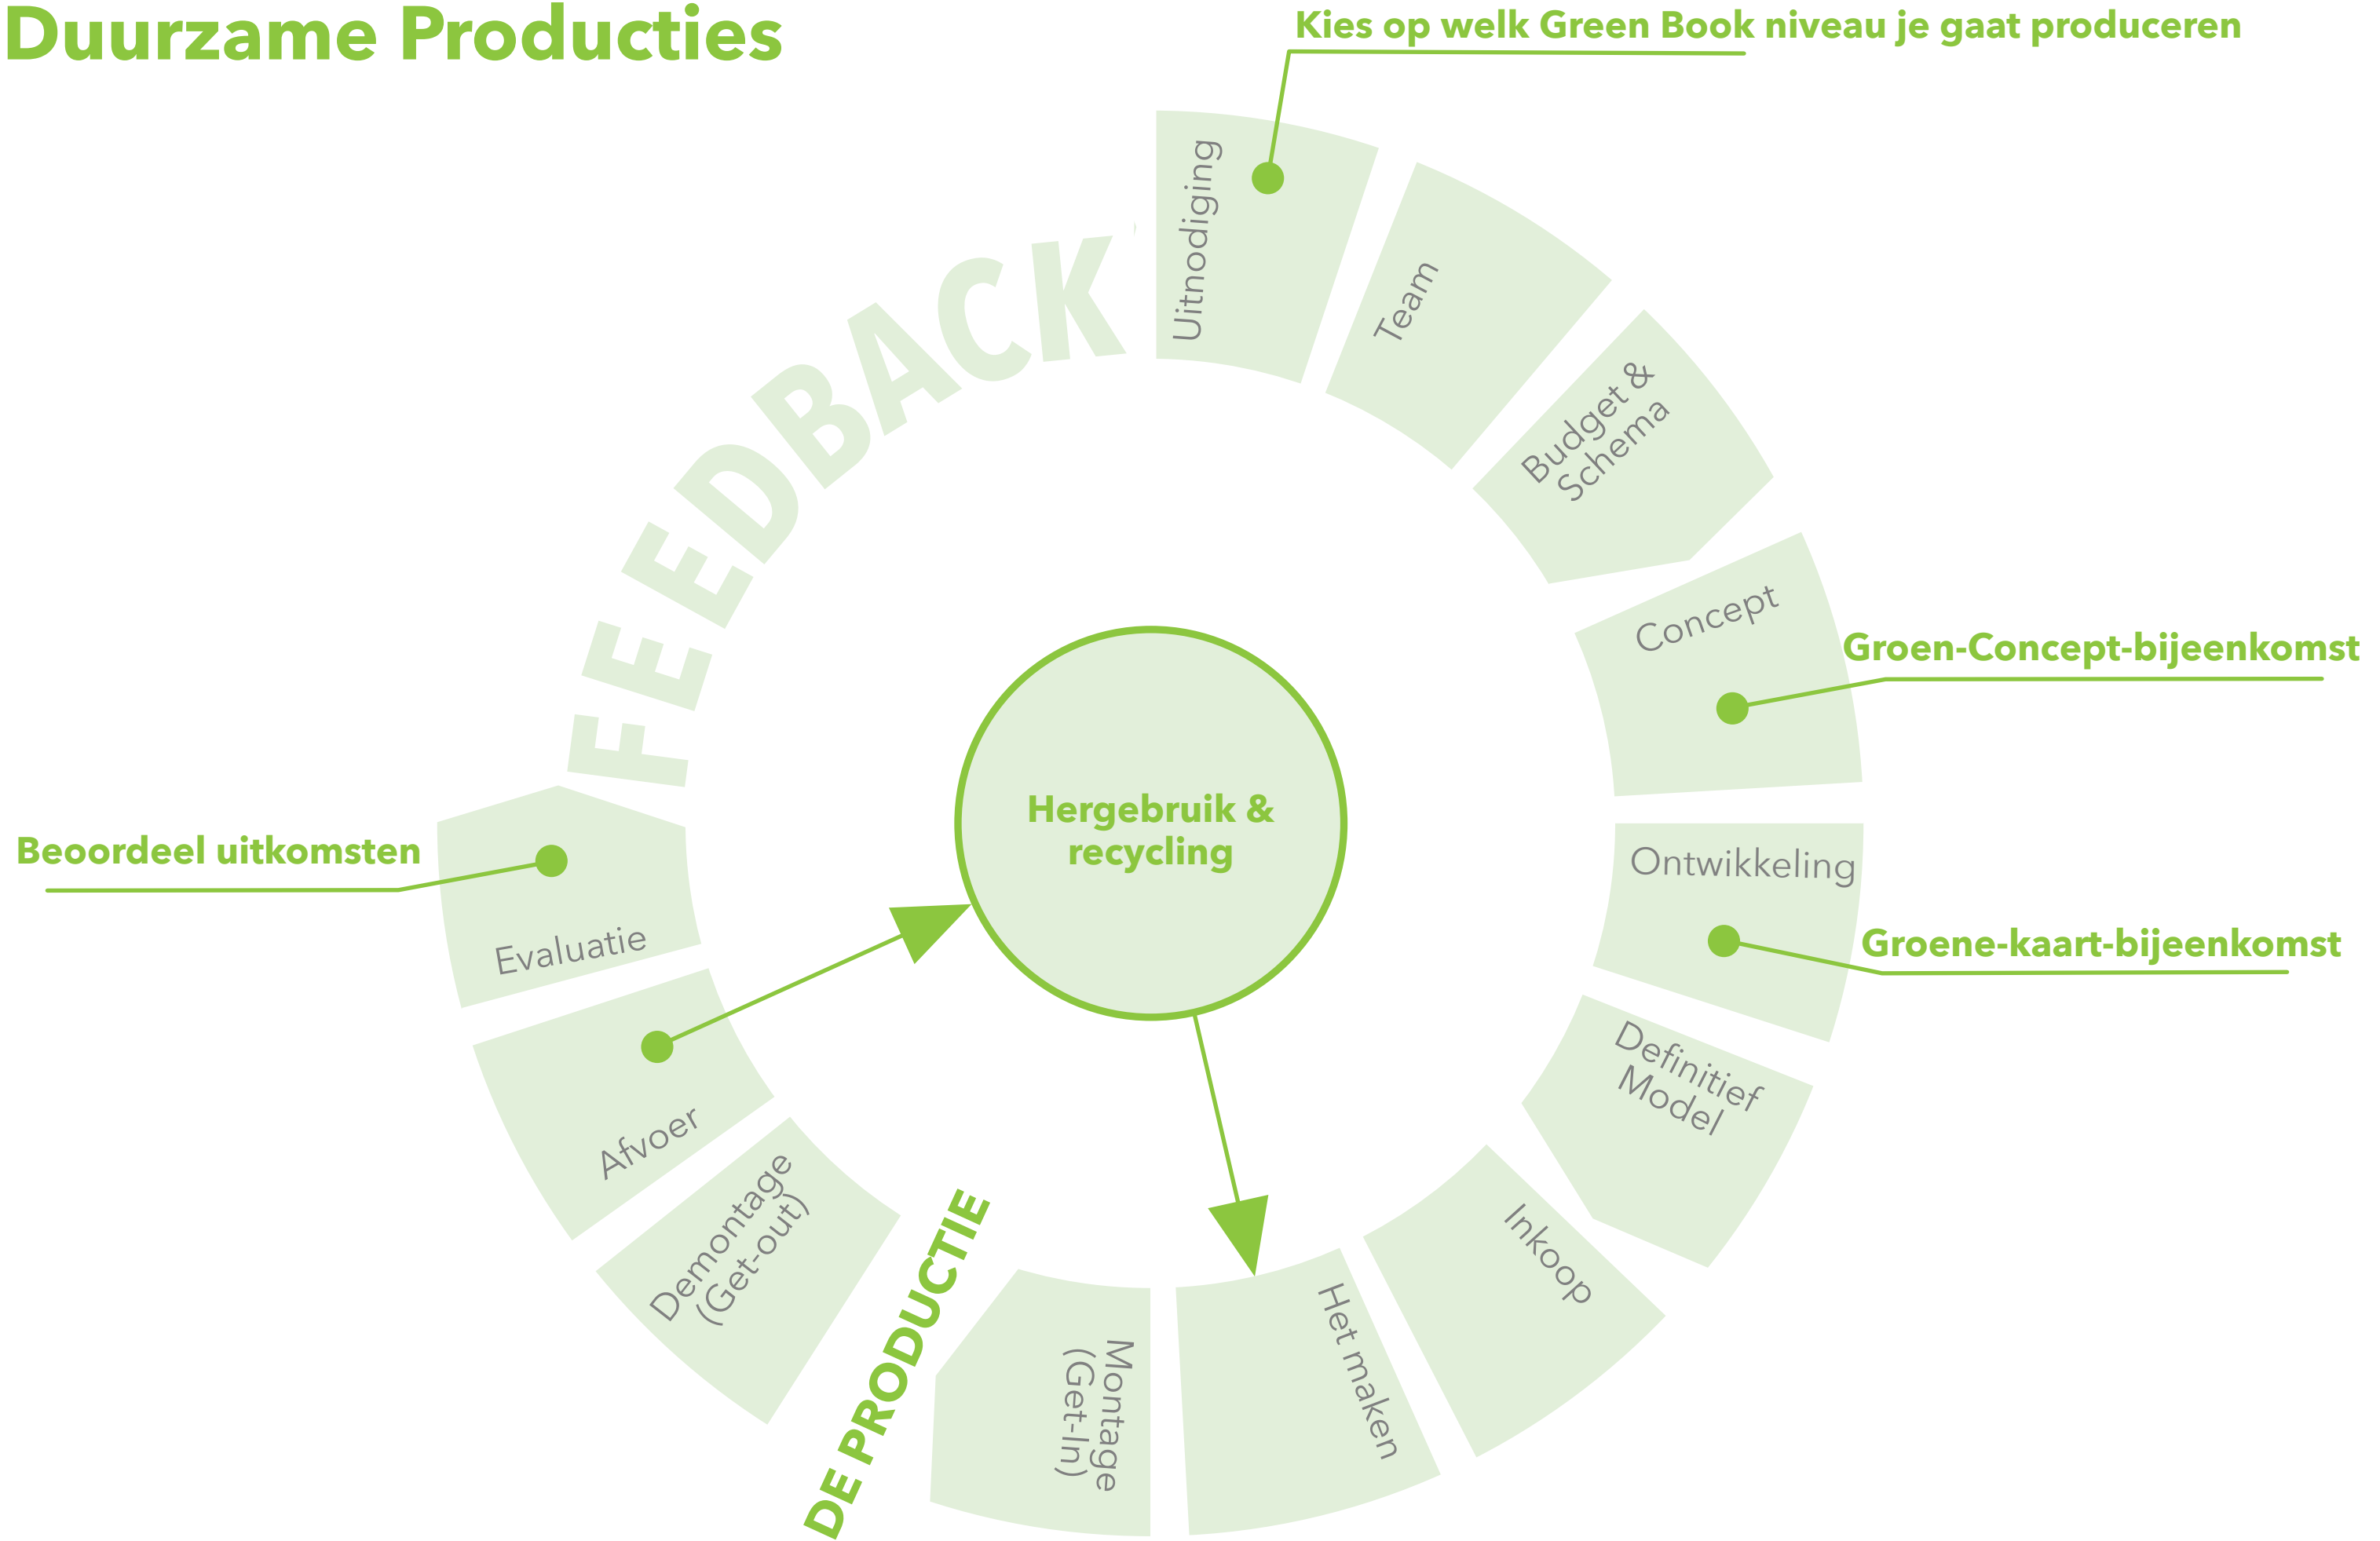 Duurzame Producties
Kies op welk Green Book niveau je gaat produceren
Uitnodiging
Team
Budget &
Schema
Concept
Groen-Concept-bijeenkomst
Ontwikkeling
Groene-kaart-bijeenkomst
Definitief
Model
Inkoop
Het maken
Montage
(Get-In)
DE PRODUCTIE
Demontage
(Get-out)
Afvoer
Evaluatie
Beoordeel uitkomsten
FEEDBACK
Hergebruik &
recycling